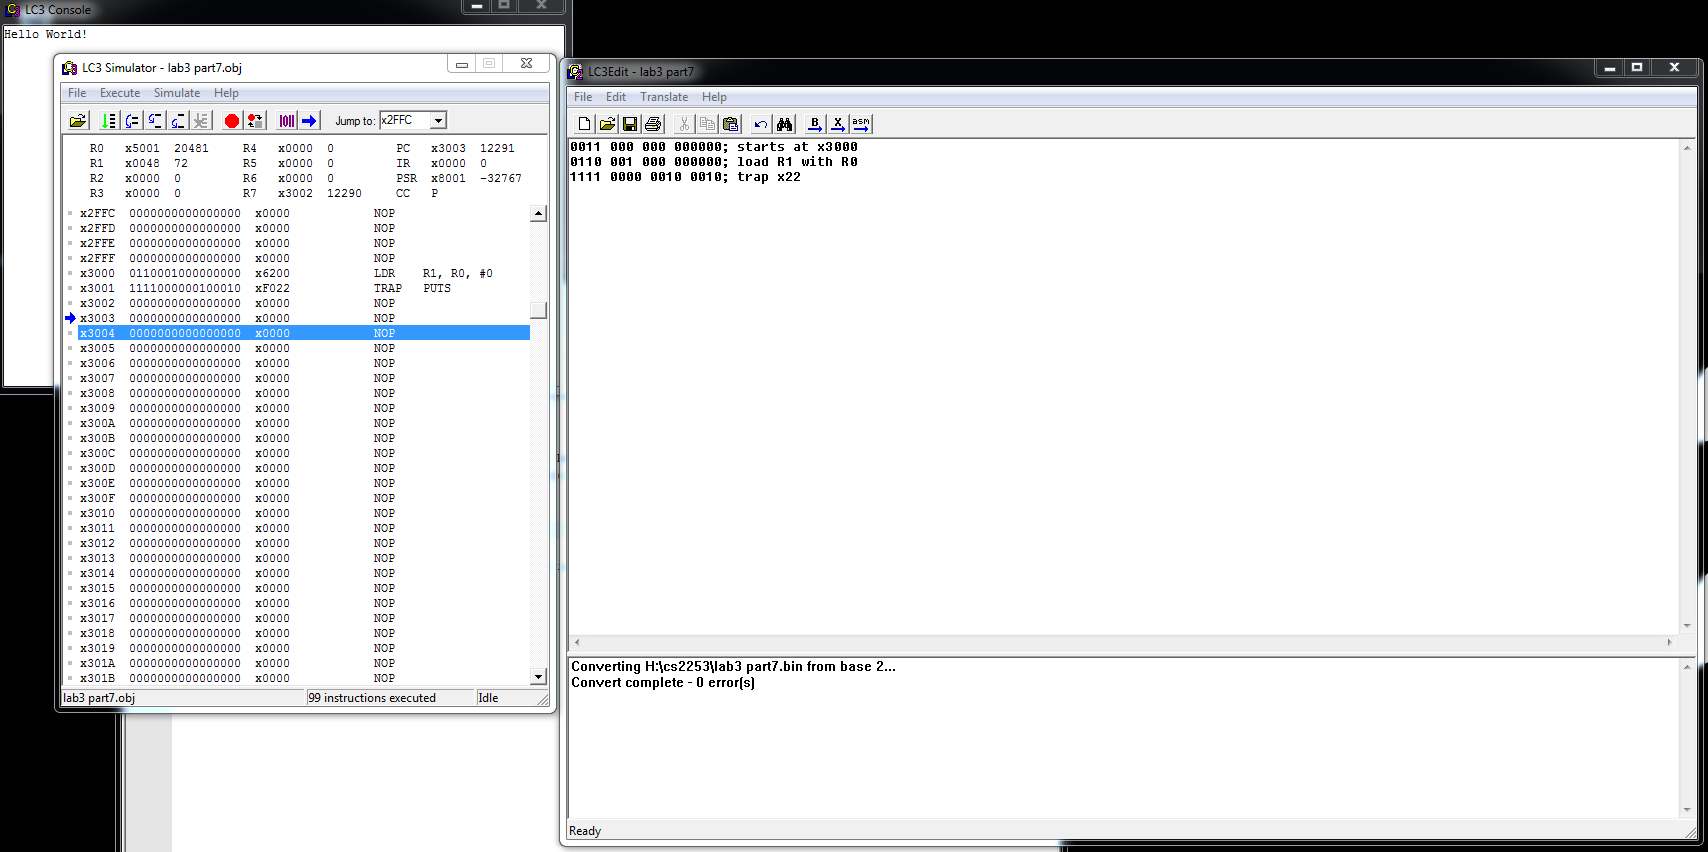 LC3 Console
Hello World!
LC3 Simulator - lab3 part7.obj
File Execute Simulate Help
Jump to: x2FFC
R0 x5001 20481 R4 x0000 0 PC x3003 12291
R1 x0048 72 R5 x0000 0 IR x0000 0
R2 x0000 0 R6 x0000 0 PSR x8001 -32767
R3 x0000 0 R7 x3002 12290 CC P
x2FFC 0000000000000000 x0000 NOP
x2FFD 0000000000000000 x0000 NOP
x2FFE 0000000000000000 x0000 NOP
x2FFF 0000000000000000 x0000 NOP
x3000 0110001000000000 x6200 LDR R1, R0, #0
x3001 1111000000100010 xF022 TRAP PUTS
x3002 0000000000000000 x0000 NOP
x3003 0000000000000000 x0000 NOP
x3004 0000000000000000 x0000 NOP
x3005 0000000000000000 x0000 NOP
x3006 0000000000000000 x0000 NOP
x3007 0000000000000000 x0000 NOP
x3008 0000000000000000 x0000 NOP
x3009 0000000000000000 x0000 NOP
x300A 0000000000000000 x0000 NOP
x300B 0000000000000000 x0000 NOP
x300C 0000000000000000 x0000 NOP
x300D 0000000000000000 x0000 NOP
x300E 0000000000000000 x0000 NOP
x300F 0000000000000000 x0000 NOP
x3010 0000000000000000 x0000 NOP
x3011 0000000000000000 x0000 NOP
x3012 0000000000000000 x0000 NOP
x3013 0000000000000000 x0000 NOP
x3014 0000000000000000 x0000 NOP
x3015 0000000000000000 x0000 NOP
x3016 0000000000000000 x0000 NOP
x3017 0000000000000000 x0000 NOP
x3018 0000000000000000 x0000 NOP
x3019 0000000000000000 x0000 NOP
x301A 0000000000000000 x0000 NOP
x301B 0000000000000000 x0000 NOP
lab3 part7.obj 99 instructions executed Idle
LC3Edit - lab3 part7
File Edit Translate Help
B X asm
0011 000 000 000000; starts at x3000
0110 001 000 000000; load R1 with R0
1111 0000 0010 0010; trap x22
Converting H:\cs2253\lab3 part7.bin from base 2...
Convert complete - 0 error(s)
Ready